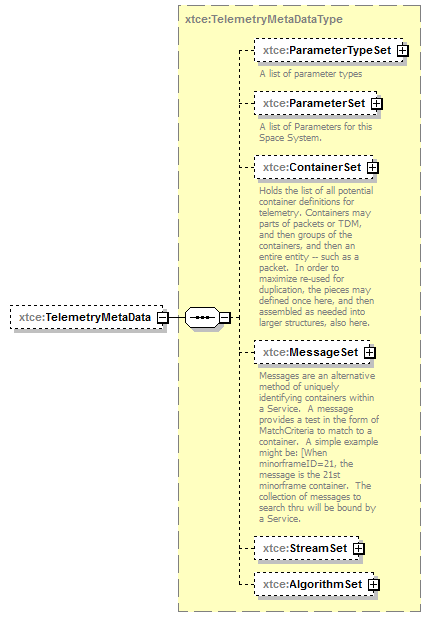 xtce:TelemetryMetaDataType
xtce:ParameterTypeSet
A list of parameter types
xtce:ParameterSet
A list of Parameters for this
Space System.
xtce:ContainerSet
Holds the list of all potential
container definitions for
telemetry. Containers may
parts of packets or TDM,
and then groups of the
containers, and then an
entire entity -- such as a
packet.  In order to
maximize re-used for
duplication, the pieces may
defined once here, and then
assembled as needed into
larger structures, also here.
xtce:TelemetryMetaData
xtce:MessageSet
Messages are an alternative
method of uniquely
identifying containers within
a Service.  A message
provides a test in the form of
MatchCriteria to match to a
container.  A simple example
might be: [When
minorframeID=21, the
message is the 21st
minorframe container.  The
collection of messages to
search thru will be bound by
a Service.
xtce:StreamSet
xtce:AlgorithmSet